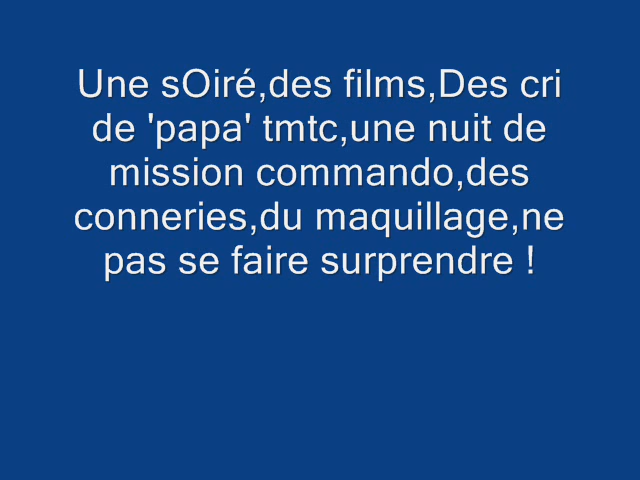 Une sOiré,des films,Des cri
de 'papa' tmtc,une nuit de
mission commando,des
conneries,du maquillage,ne
pas se faire surprendre !